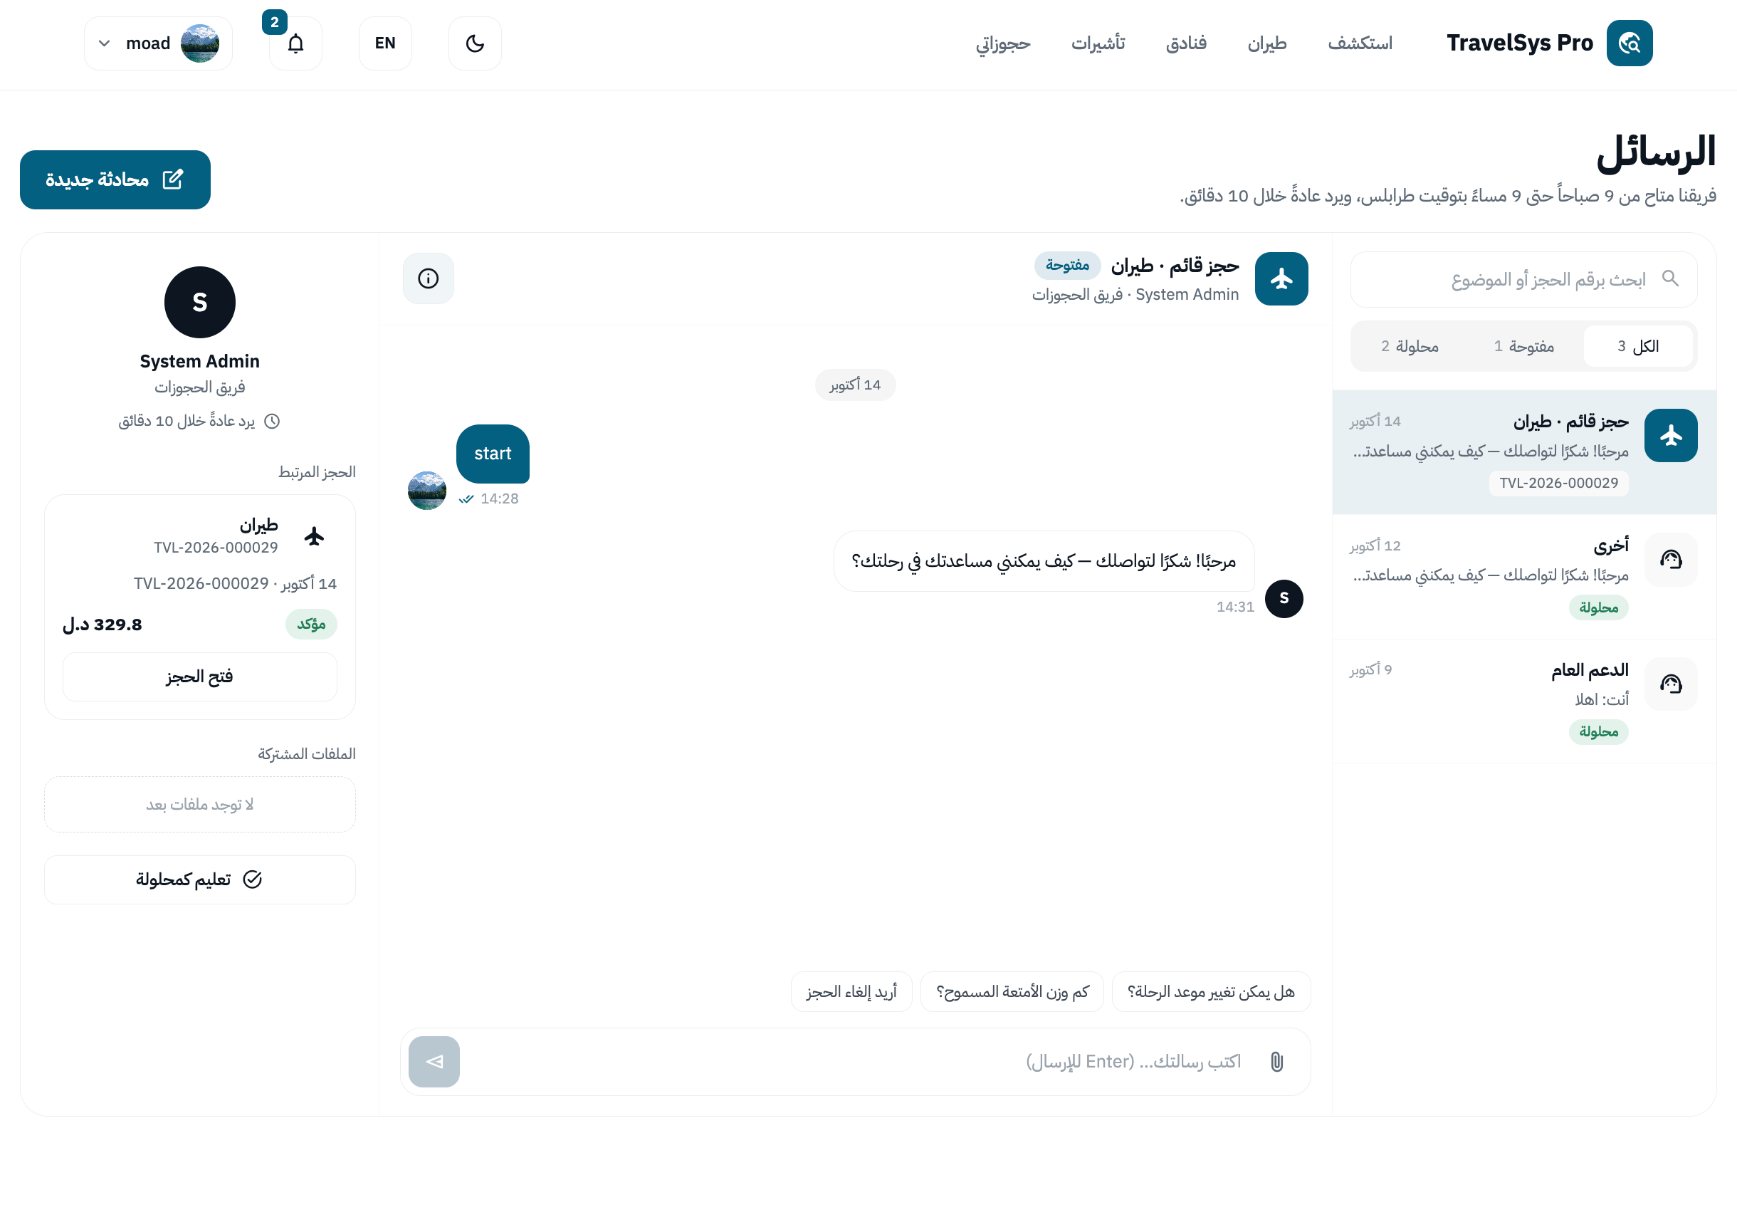 TravelSys Pro
استكشف
طيران
فنادق
تأشيرات
حجوزاتي
EN
2
moad
الرسائل
فريقنا متاح من 9 صباحاً حتى 9 مساءً بتوقيت طرابلس، ويرد عادةً خلال 10 دقائق.
محادثة جديدة
ابحث برقم الحجز أو الموضوع
الكل 3
مفتوحة 1
محلولة 2
حجز قائم · طيران
14 أكتوبر
مرحبًا! شكرًا لتواصلك — كيف يمكنني مساعدتـ...
TVL-2026-000029
أخرى
12 أكتوبر
مرحبًا! شكرًا لتواصلك — كيف يمكنني مساعدتـ...
محلولة
الدعم العام
9 أكتوبر
أنت: اهلا
محلولة
حجز قائم · طيران
مفتوحة
System Admin · فريق الحجوزات
14 أكتوبر
start
14:28
مرحبًا! شكرًا لتواصلك — كيف يمكنني مساعدتك في رحلتك؟
S
14:31
هل يمكن تغيير موعد الرحلة؟
كم وزن الأمتعة المسموح؟
أريد إلغاء الحجز
اكتب رسالتك... (Enter للإرسال)
S
System Admin
فريق الحجوزات
يرد عادةً خلال 10 دقائق
الحجز المرتبط
طيران
TVL-2026-000029
14 أكتوبر · TVL-2026-000029
مؤكد
329.8 د.ل
فتح الحجز
الملفات المشتركة
لا توجد ملفات بعد
تعليم كمحلولة